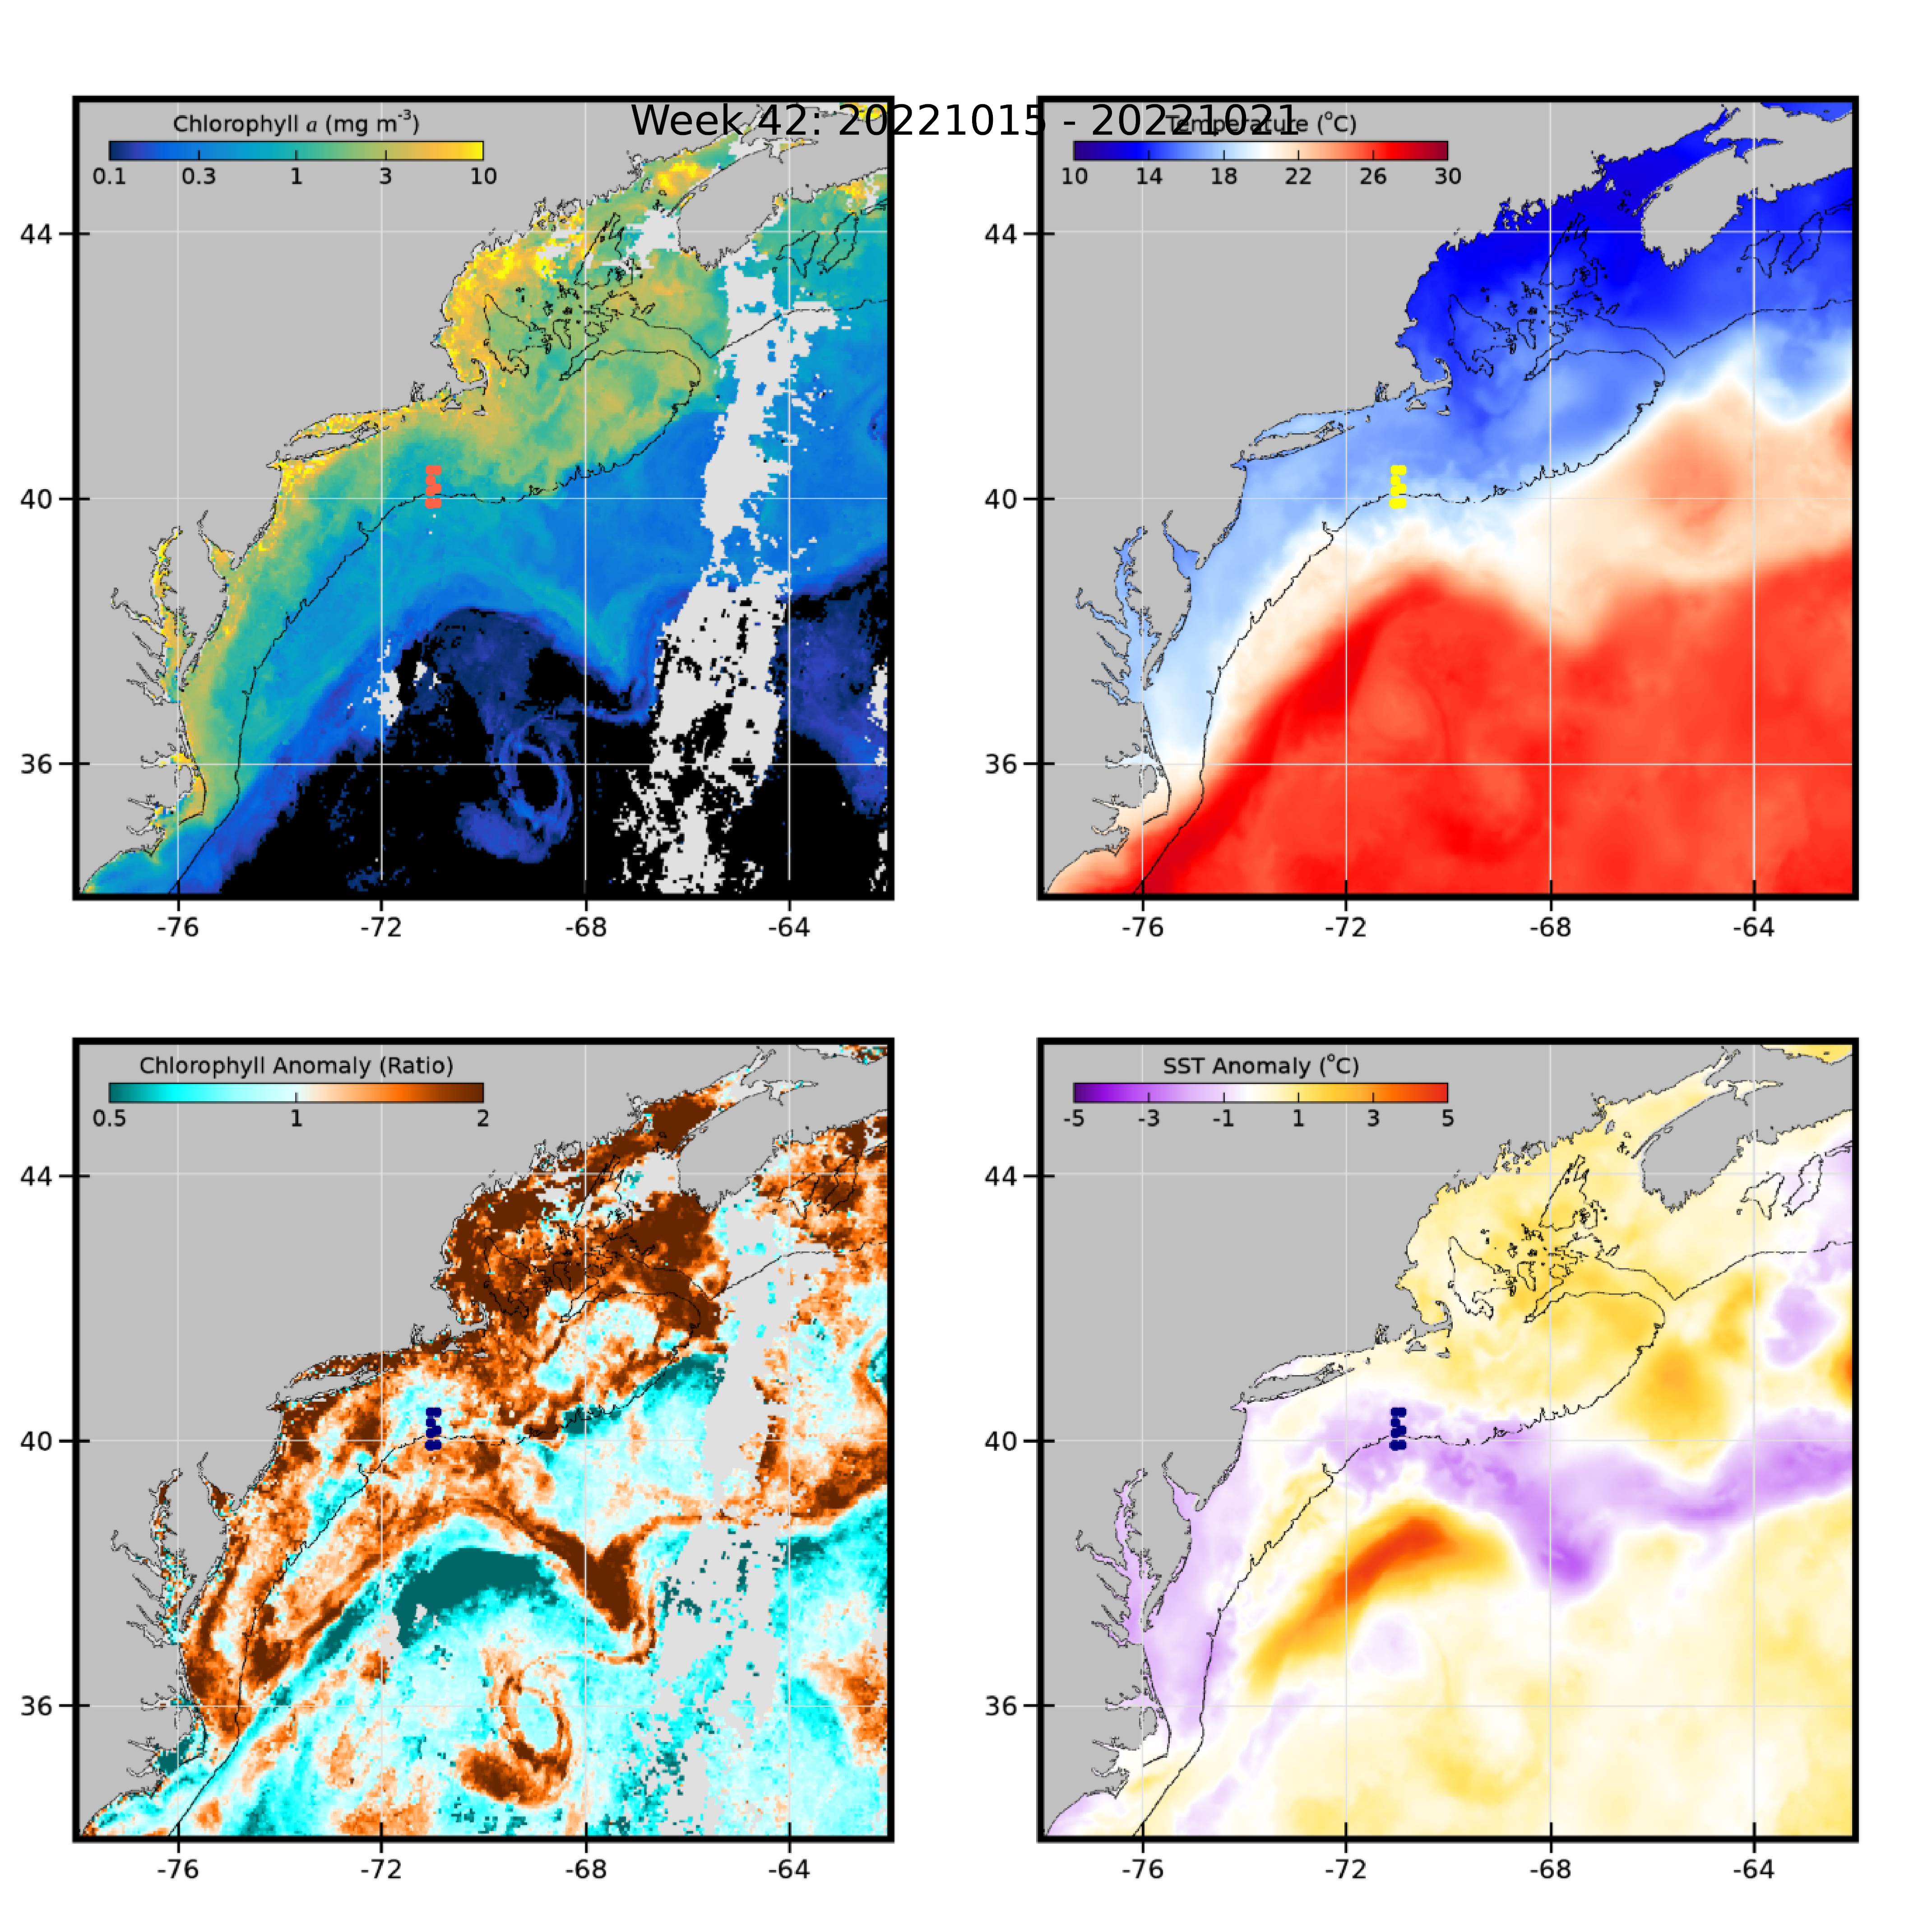 Week 42: 20221015 - 20221021
Chlorophyll a (mg m-3)
0.1 0.3 1 3 10
44
40
36
-76 -72 -68 -64
Temperature (oC)
10 14 18 22 26 30
44
40
36
-76 -72 -68 -64
Chlorophyll Anomaly (Ratio)
0.5 1 2
44
40
36
-76 -72 -68 -64
SST Anomaly (oC)
-5 -3 -1 1 3 5
44
40
36
-76 -72 -68 -64